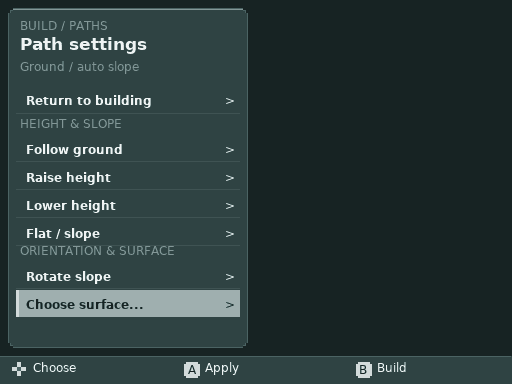 BUILD / PATHS
Path settings
Ground / auto slope
Return to building >
HEIGHT & SLOPE
Follow ground >
Raise height >
Lower height >
Flat / slope >
ORIENTATION & SURFACE
Rotate slope >
Choose surface... >
Choose A Apply B Build